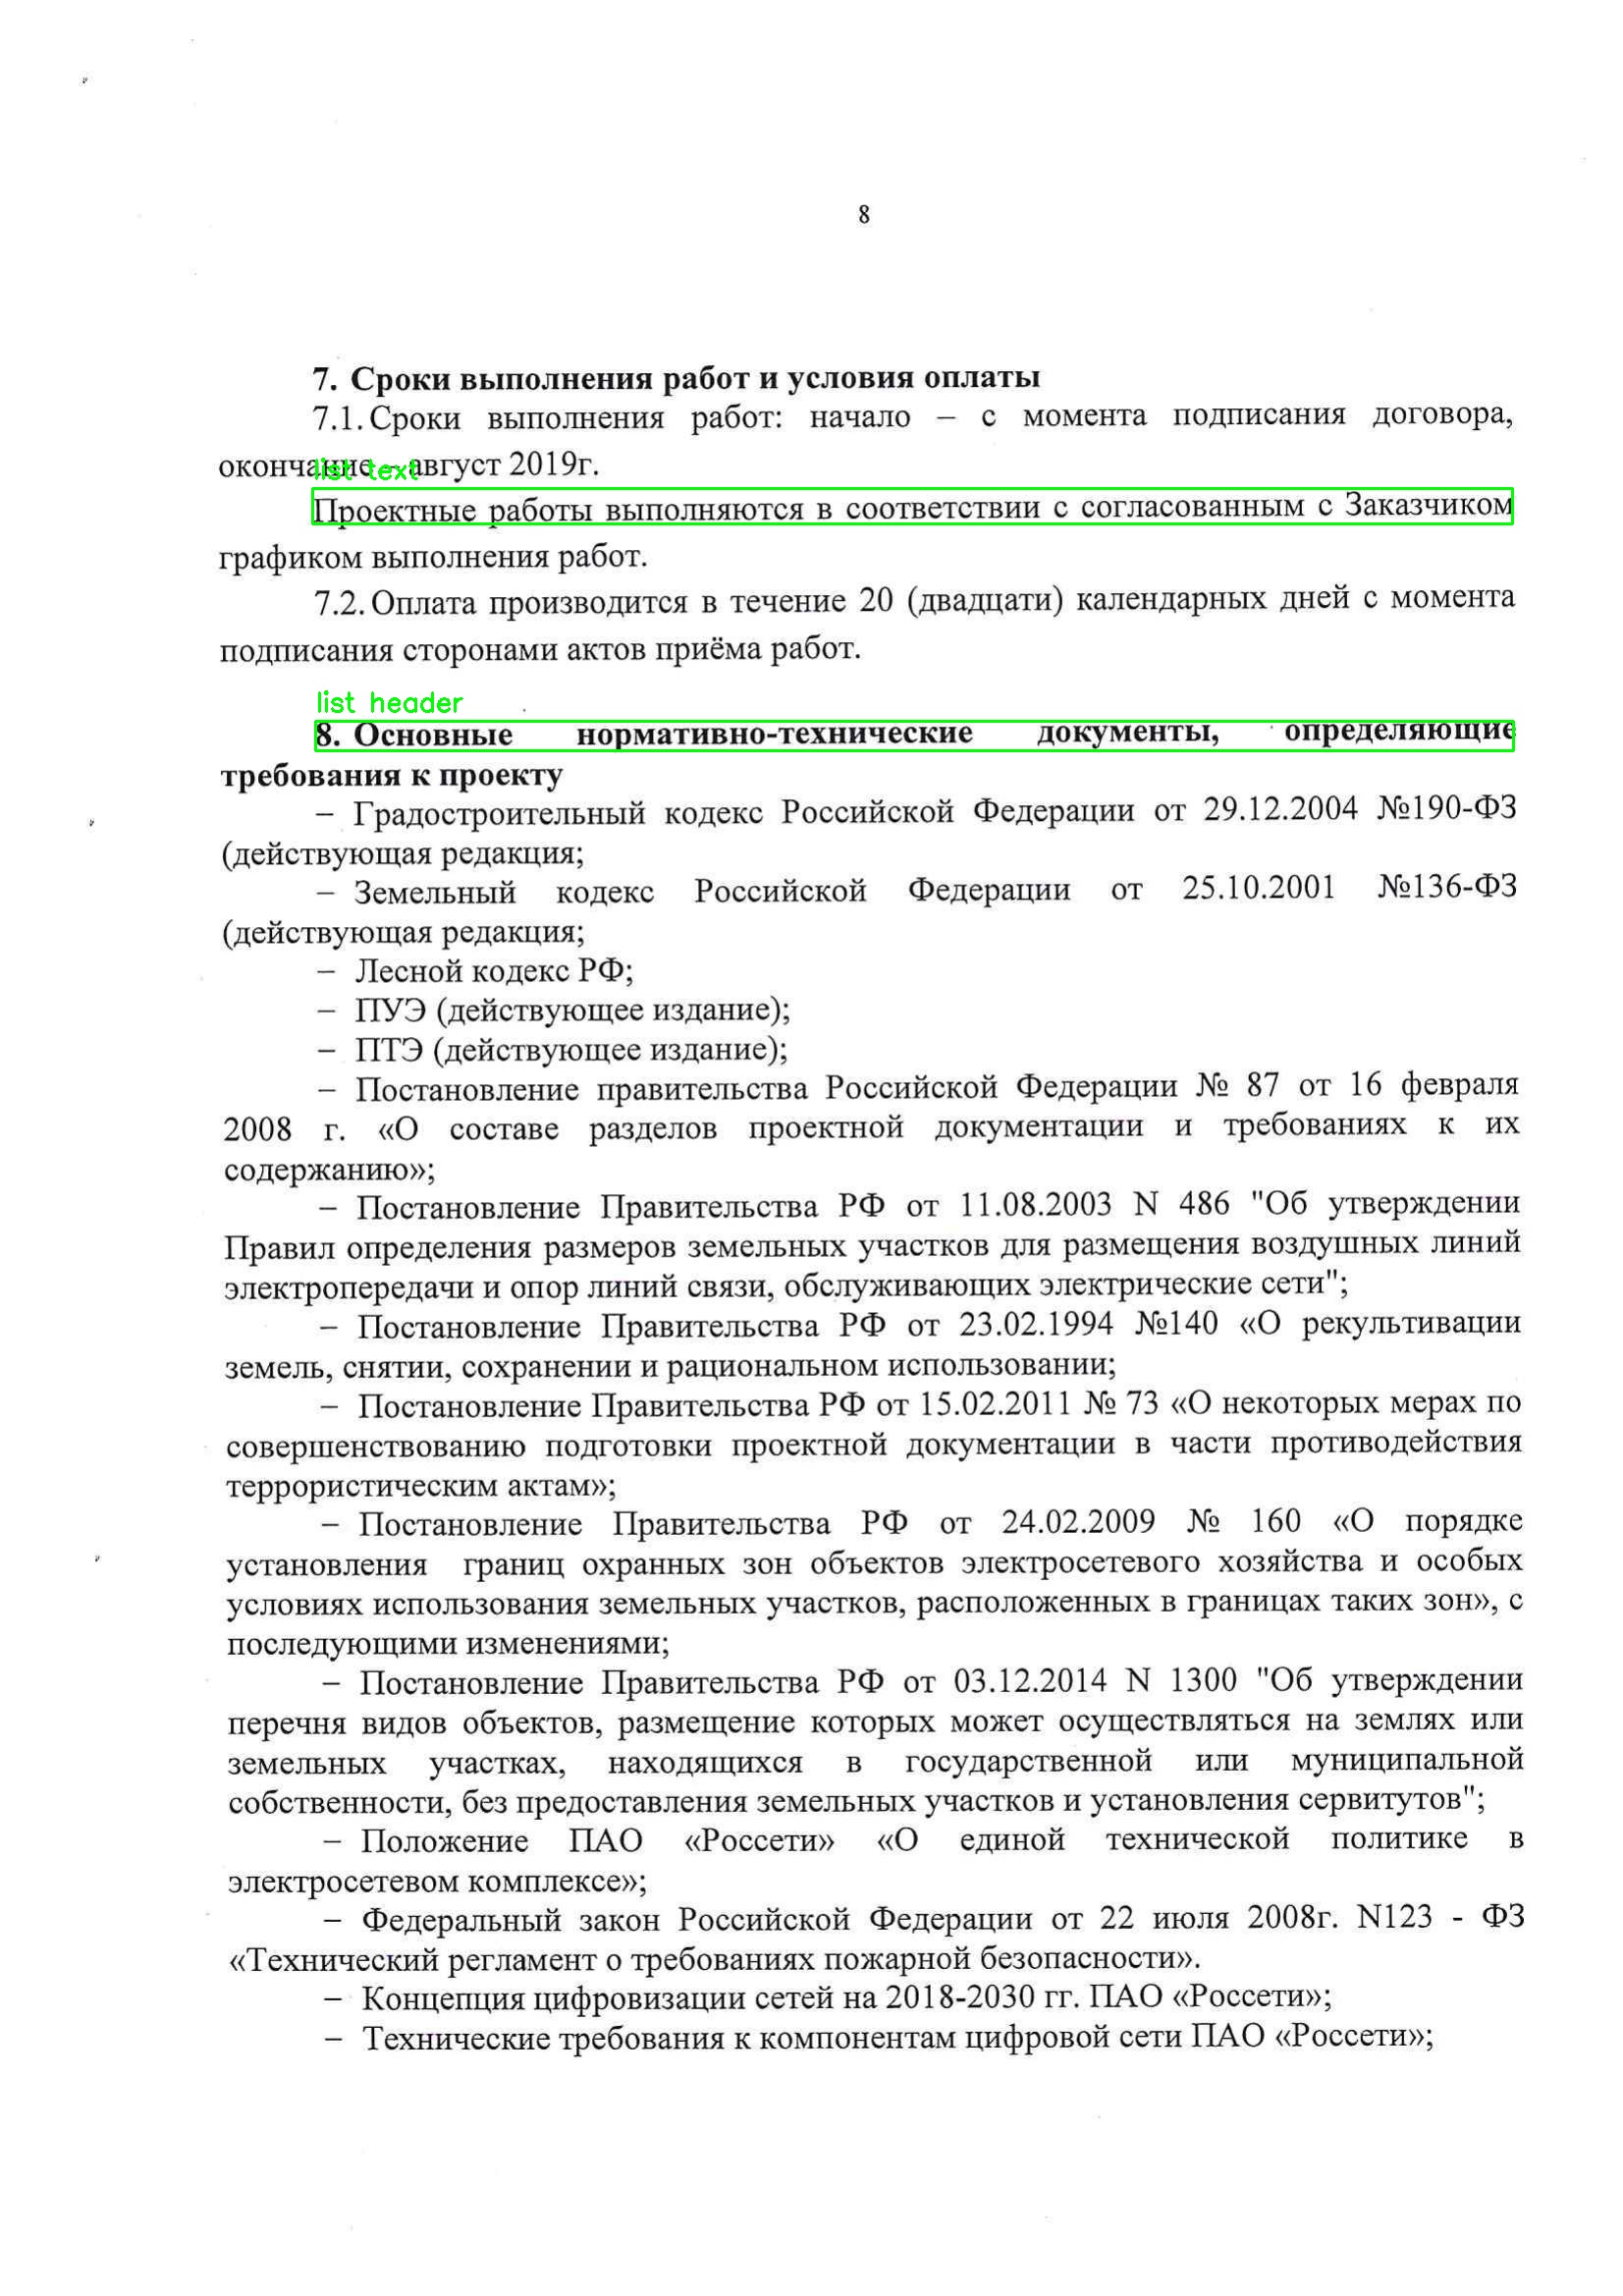 8
7. Сроки выполнения работ и условия оплаты
7.1. Сроки выполнения работ: начало – с момента подписания договора,
окончание – август 2019г.
list text
Проектные работы выполняются в соответствии с согласованным с Заказчиком
графиком выполнения работ.
7.2. Оплата производится в течение 20 (двадцати) календарных дней с момента
подписания сторонами актов приёма работ.
list header
8. Основные нормативно-технические документы, определяющие
требования к проекту
– Градостроительный кодекс Российской Федерации от 29.12.2004 №190-ФЗ
(действующая редакция;
– Земельный кодекс Российской Федерации от 25.10.2001 №136-ФЗ
(действующая редакция;
– Лесной кодекс РФ;
– ПУЭ (действующее издание);
– ПТЭ (действующее издание);
– Постановление правительства Российской Федерации № 87 от 16 февраля
2008 г. «О составе разделов проектной документации и требованиях к их
содержанию»;
– Постановление Правительства РФ от 11.08.2003 N 486 "Об утверждении
Правил определения размеров земельных участков для размещения воздушных линий
электропередачи и опор линий связи, обслуживающих электрические сети";
– Постановление Правительства РФ от 23.02.1994 №140 «О рекультивации
земель, снятии, сохранении и рациональном использовании;
– Постановление Правительства РФ от 15.02.2011 № 73 «О некоторых мерах по
совершенствованию подготовки проектной документации в части противодействия
террористическим актам»;
– Постановление Правительства РФ от 24.02.2009 № 160 «О порядке
установления границ охранных зон объектов электросетевого хозяйства и особых
условиях использования земельных участков, расположенных в границах таких зон», с
последующими изменениями;
– Постановление Правительства РФ от 03.12.2014 N 1300 "Об утверждении
перечня видов объектов, размещение которых может осуществляться на землях или
земельных участках, находящихся в государственной или муниципальной
собственности, без предоставления земельных участков и установления сервитутов";
– Положение ПАО «Россети» «О единой технической политике в
электросетевом комплексе»;
– Федеральный закон Российской Федерации от 22 июля 2008г. N123 - ФЗ
«Технический регламент о требованиях пожарной безопасности».
– Концепция цифровизации сетей на 2018-2030 гг. ПАО «Россети»;
– Технические требования к компонентам цифровой сети ПАО «Россети»;